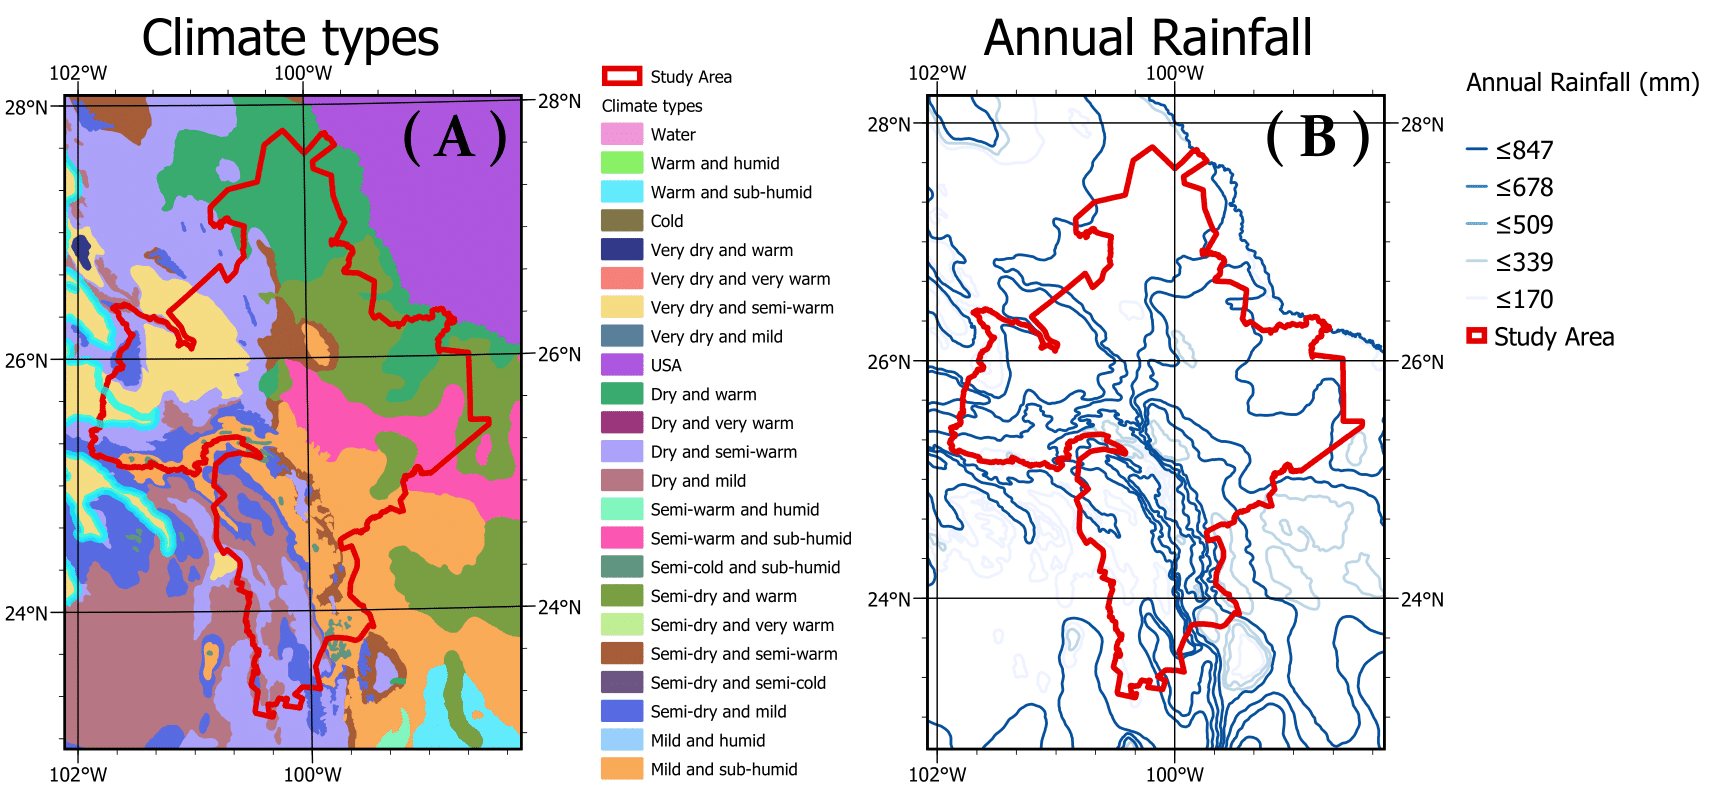 Climate types
102°W 100°W
28°N
28°N
( A )
26°N
26°N
24°N
24°N
102°W 100°W
Study Area
Climate types
Water
Warm and humid
Warm and sub-humid
Cold
Very dry and warm
Very dry and very warm
Very dry and semi-warm
Very dry and mild
USA
Dry and warm
Dry and very warm
Dry and semi-warm
Dry and mild
Semi-warm and humid
Semi-warm and sub-humid
Semi-cold and sub-humid
Semi-dry and warm
Semi-dry and very warm
Semi-dry and semi-warm
Semi-dry and semi-cold
Semi-dry and mild
Mild and humid
Mild and sub-humid
Annual Rainfall
102°W 100°W
28°N
28°N
( B )
26°N
26°N
24°N
24°N
102°W 100°W
Annual Rainfall (mm)
≤847
≤678
≤509
≤339
≤170
Study Area